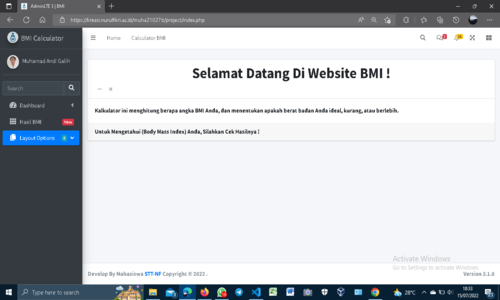 AdminLTE 3 | BMI
https://kreasi.nurulfikri.ac.id/muha21037ti/project/index.php
BMI Calculator
Home
Calculator BMI
Muhamad Andi Galih
Search
Dashboard
Hasil BMI
New
Layout Options
Selamat Datang Di Website BMI !
Kalkulator ini menghitung berapa angka BMI Anda, dan menentukan apakah berat badan Anda ideal, kurang, atau berlebih.
Untuk Mengetahui (Body Mass Index) Anda, Silahkan Cek Hasilnya !
Activate Windows
Go to Settings to activate Windows.
Develop By Mahasiswa STT-NF Copyright © 2022 .
Version 3.1.0
Type here to search
28°C
18:33
15/07/2022